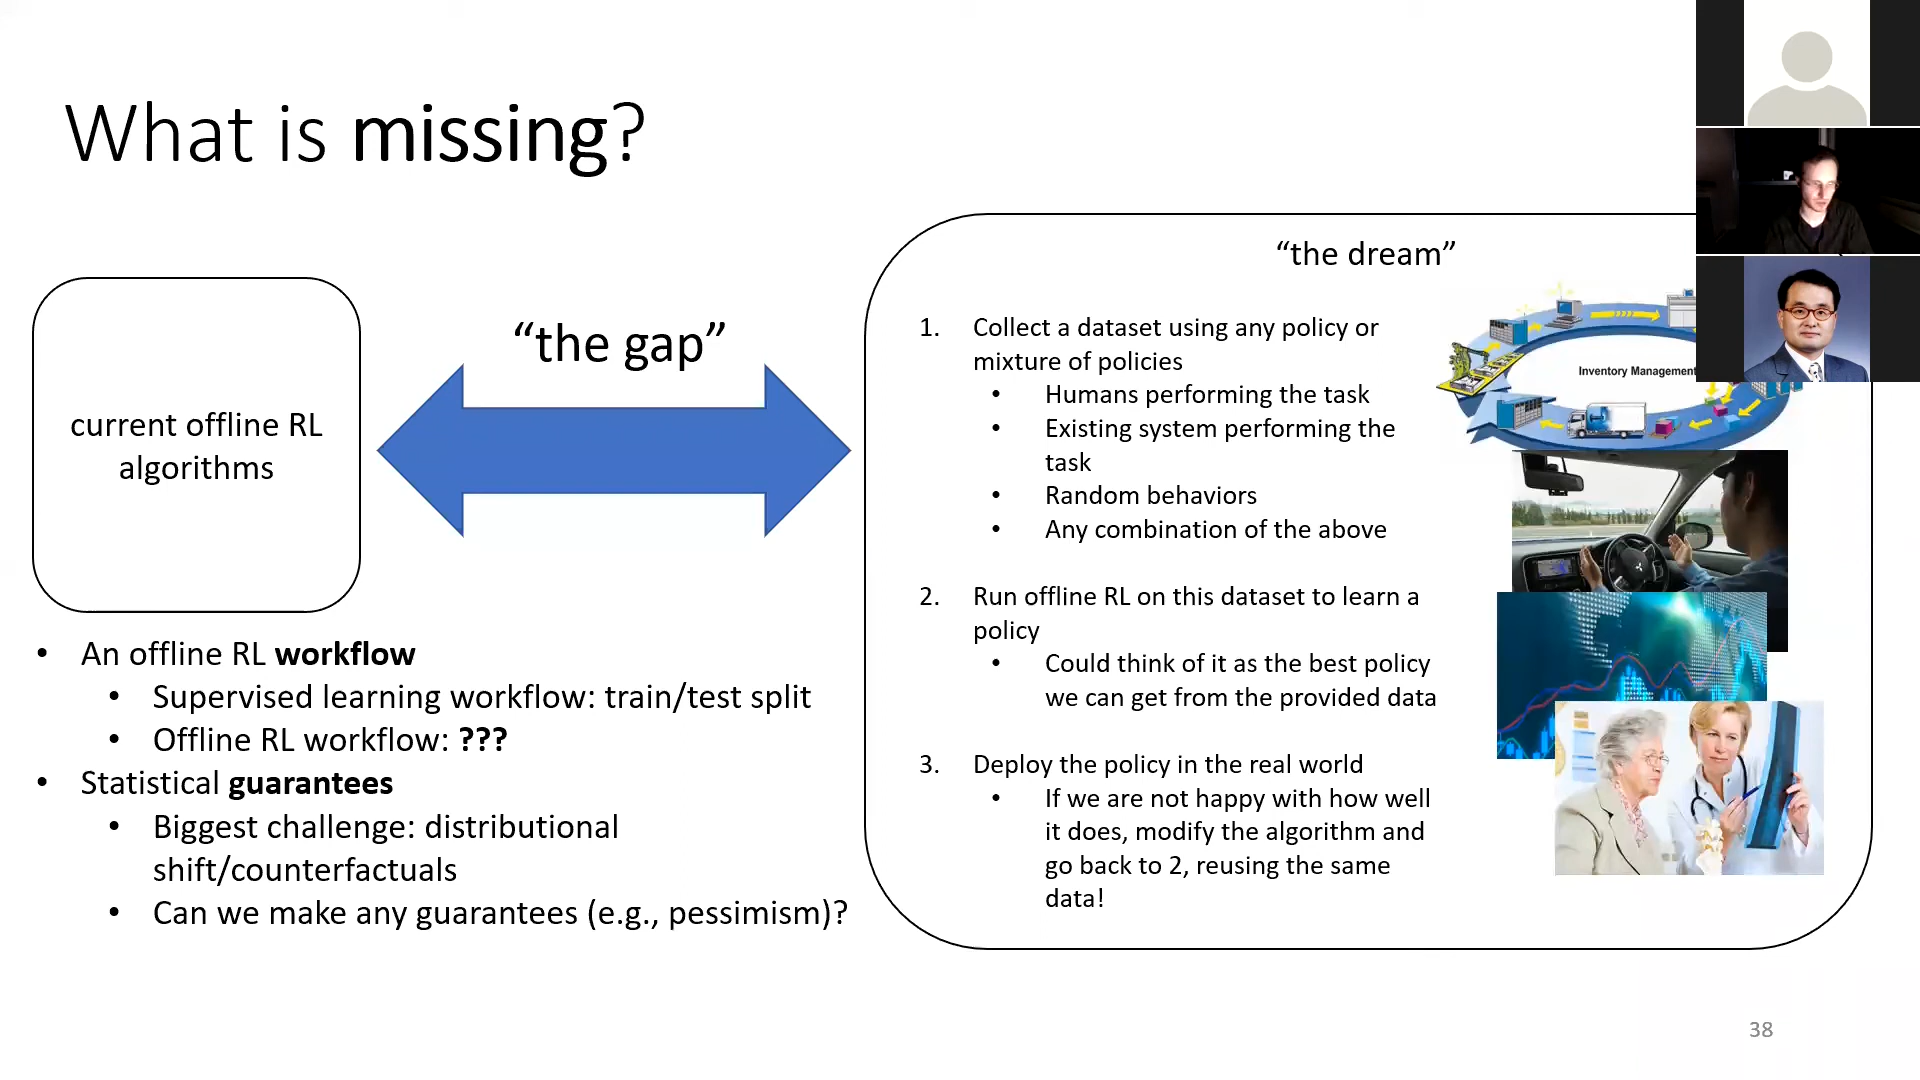 What is missing?
current offline RL
algorithms
“the gap”
• An offline RL workflow
• Supervised learning workflow: train/test split
• Offline RL workflow: ???
• Statistical guarantees
• Biggest challenge: distributional
shift/counterfactuals
• Can we make any guarantees (e.g., pessimism)?
“the dream”
1. Collect a dataset using any policy or
mixture of policies
• Humans performing the task
• Existing system performing the
task
• Random behaviors
• Any combination of the above
2. Run offline RL on this dataset to learn a
policy
• Could think of it as the best policy
we can get from the provided data
3. Deploy the policy in the real world
• If we are not happy with how well
it does, modify the algorithm and
go back to 2, reusing the same
data!
Inventory Management
38